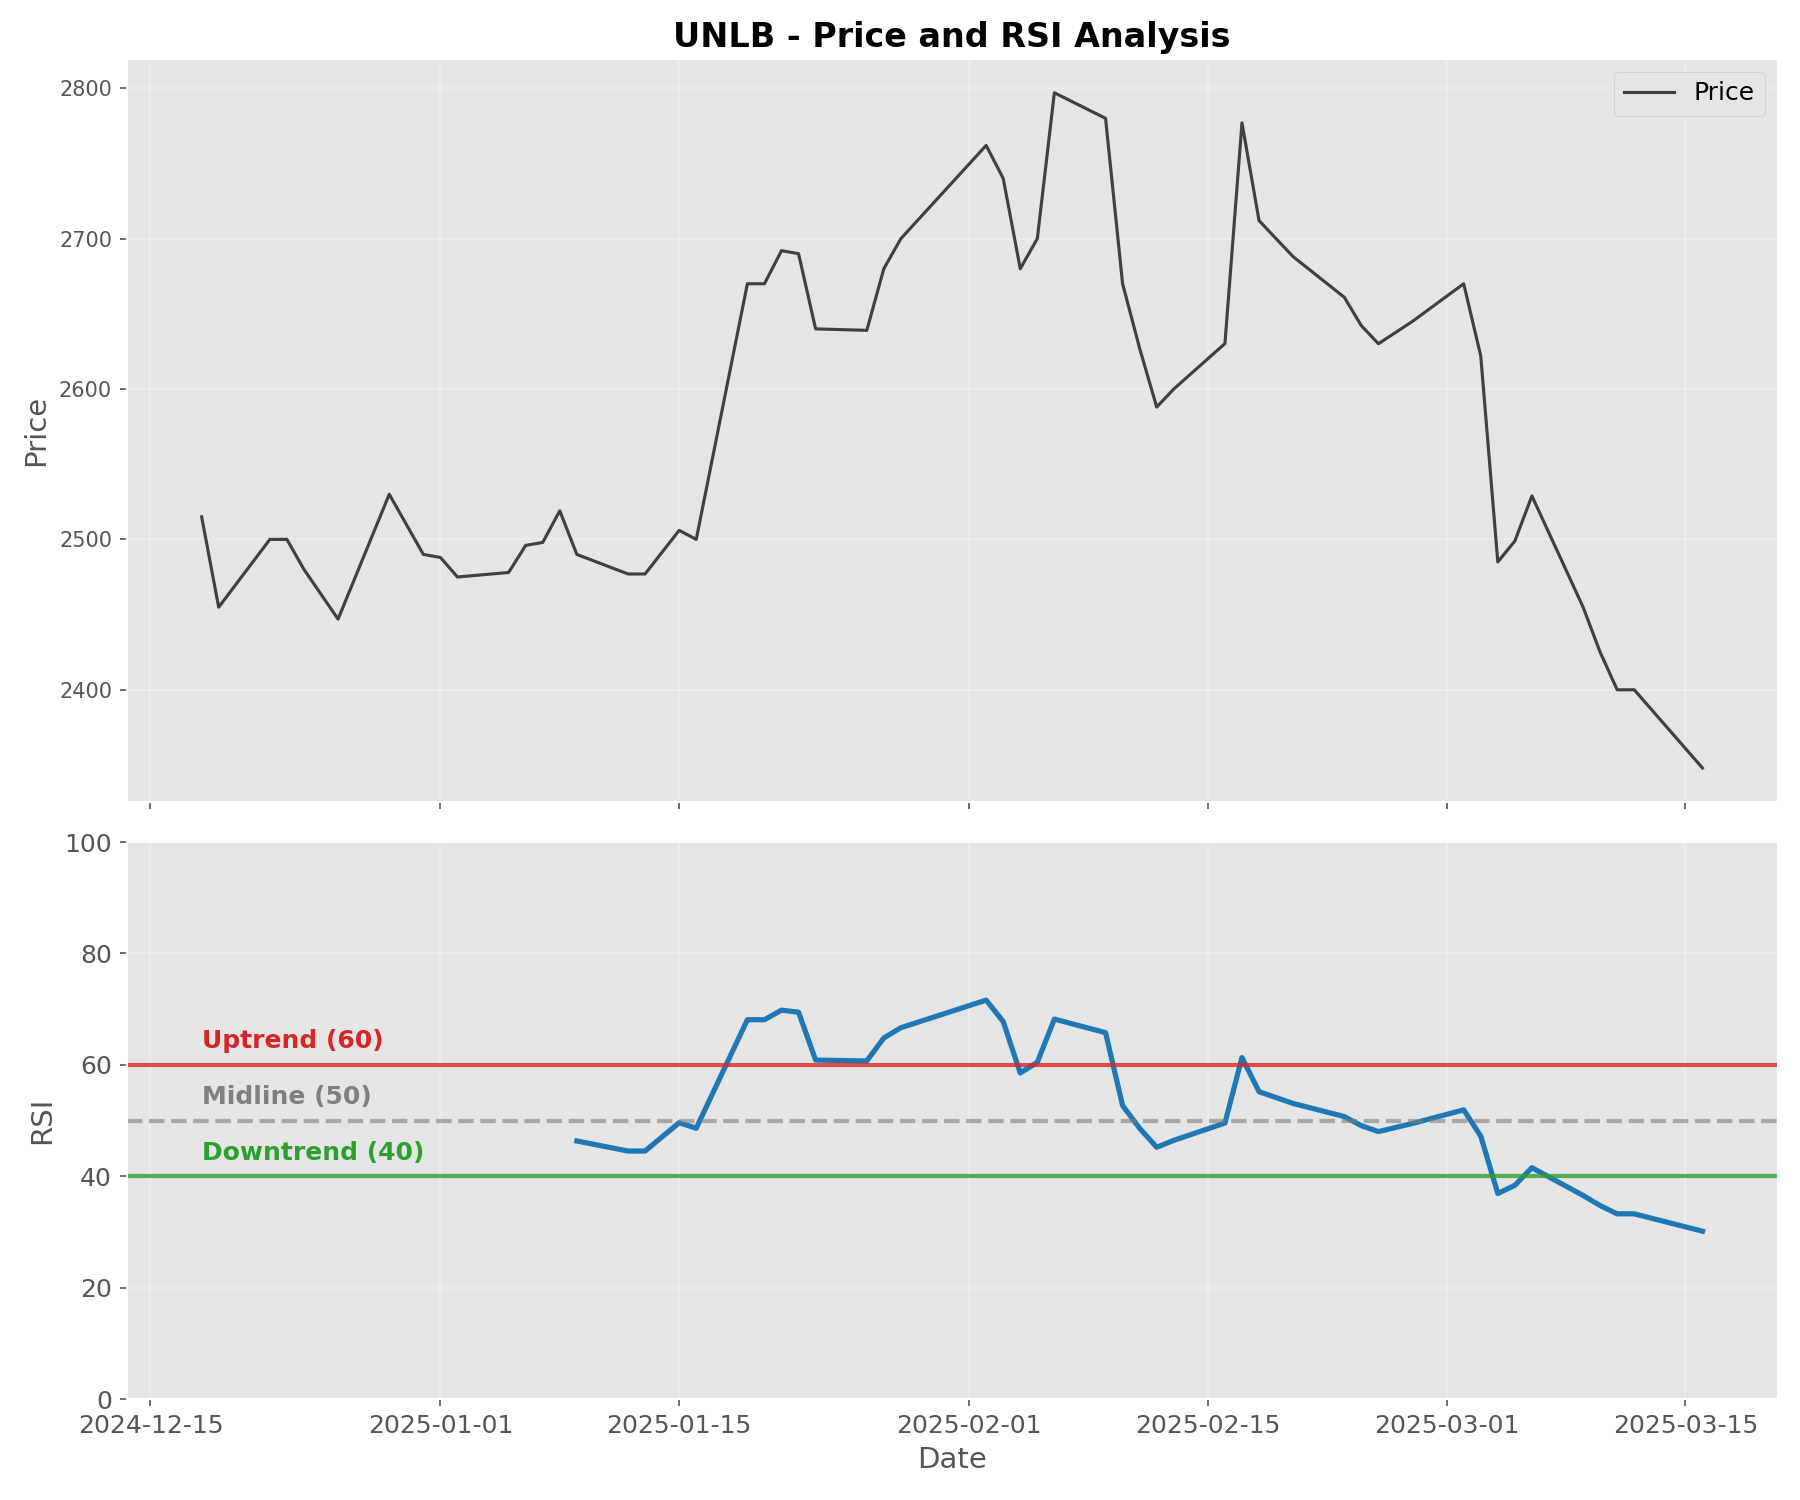 UNLB - Price and RSI Analysis
Price
2800
2700
2600
2500
2400
Price
100
80
60
40
20
0
RSI
Uptrend (60)
Midline (50)
Downtrend (40)
2024-12-15 2025-01-01 2025-01-15 2025-02-01 2025-02-15 2025-03-01 2025-03-15
Date